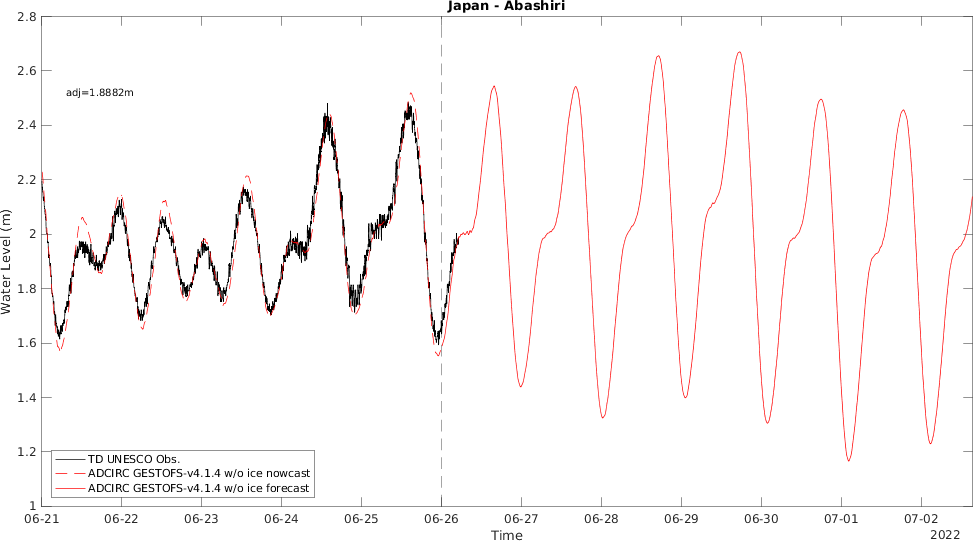 Japan - Abashiri
2.8
2.6
2.4
2.2
2
1.8
1.6
1.4
1.2
1
Water Level (m)
adj=1.8882m
TD UNESCO Obs.
ADCIRC GESTOFS-v4.1.4 w/o ice nowcast
ADCIRC GESTOFS-v4.1.4 w/o ice forecast
06-21 06-22 06-23 06-24 06-25 06-26 06-27 06-28 06-29 06-30 07-01 07-02
Time
2022